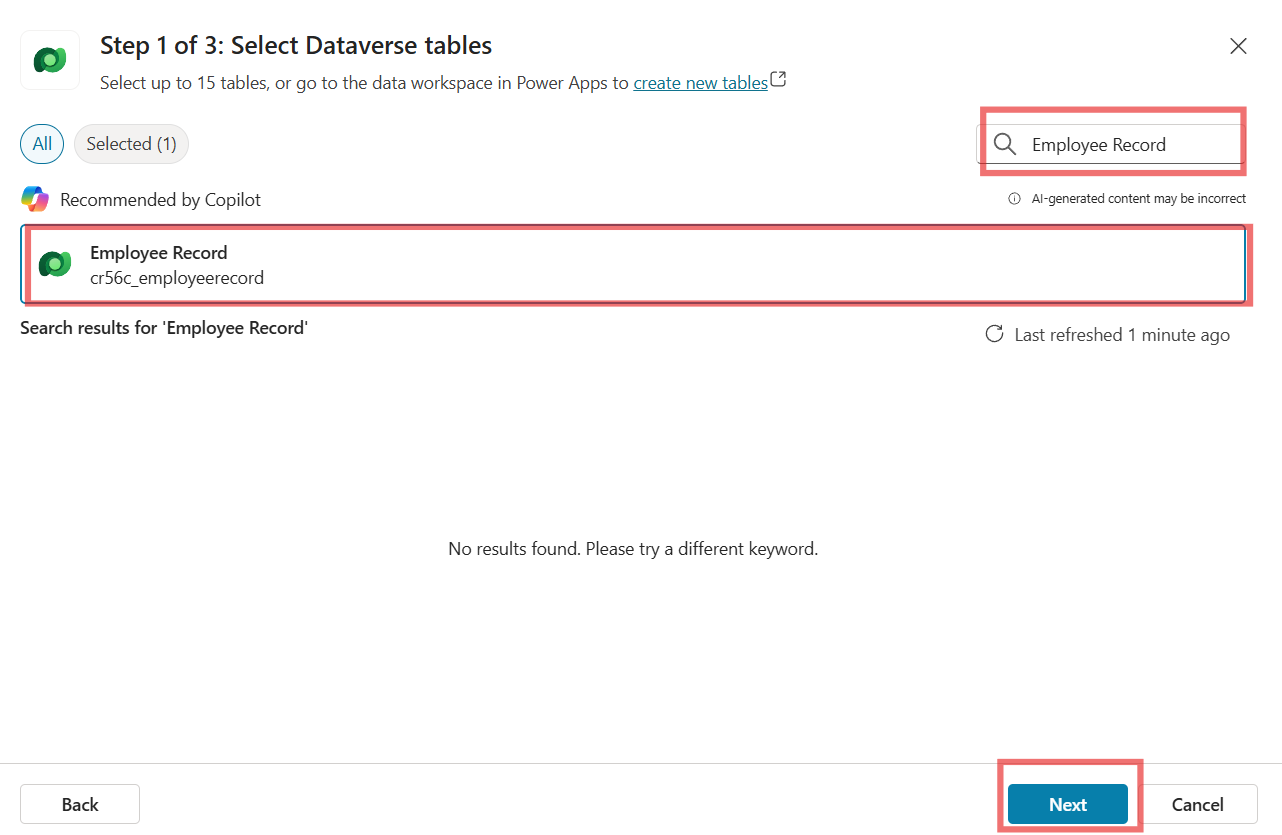 Step 1 of 3: Select Dataverse tables
Select up to 15 tables, or go to the data workspace in Power Apps to create new tables
All
Selected (1)
Employee Record
Recommended by Copilot
AI-generated content may be incorrect
Employee Record
cr56c_employeerecord
Search results for 'Employee Record'
Last refreshed 1 minute ago
No results found. Please try a different keyword.
Back
Next
Cancel